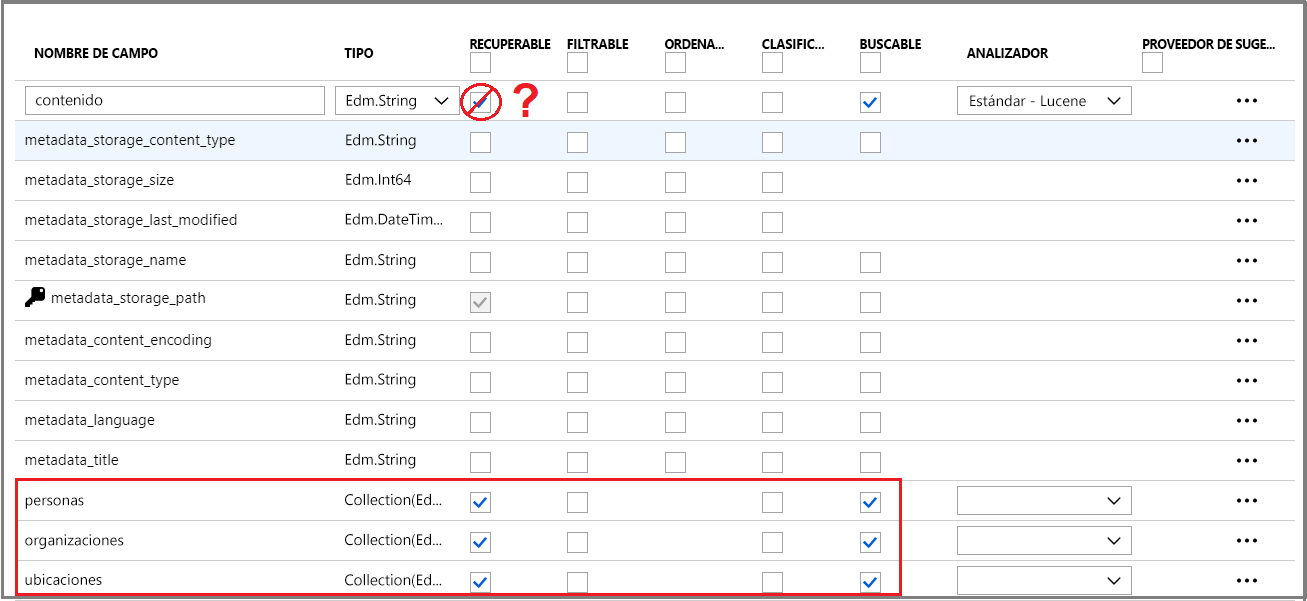 NOMBRE DE CAMPO TIPO RECUPERABLE FILTRABLE ORDENA... CLASIFIC... BUSCABLE ANALIZADOR PROVEEDOR DE SUGE...
contenido Edm.String ? Estándar - Lucene
metadata_storage_content_type Edm.String
metadata_storage_size Edm.Int64
metadata_storage_last_modified Edm.DateTim...
metadata_storage_name Edm.String
metadata_storage_path Edm.String
metadata_content_encoding Edm.String
metadata_content_type Edm.String
metadata_language Edm.String
metadata_title Edm.String
personas Collection(Ed...
organizaciones Collection(Ed...
ubicaciones Collection(Ed...